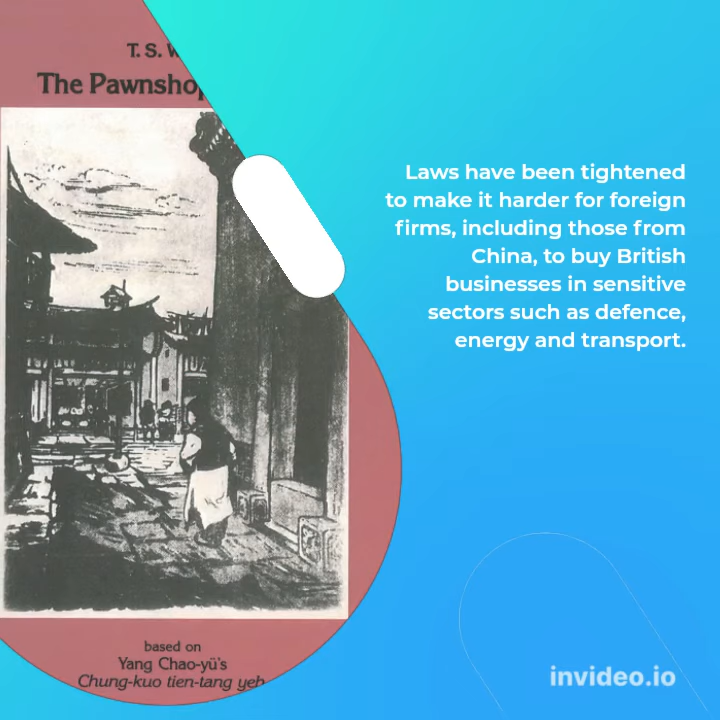 T. S.
The Pawnshop
Laws have been tightened
to make it harder for foreign
firms, including those from
China, to buy British
businesses in sensitive
sectors such as defence,
energy and transport.
based on
Yang Chao-yü's
Chung-kuo tien-tang yeh
invideo.io